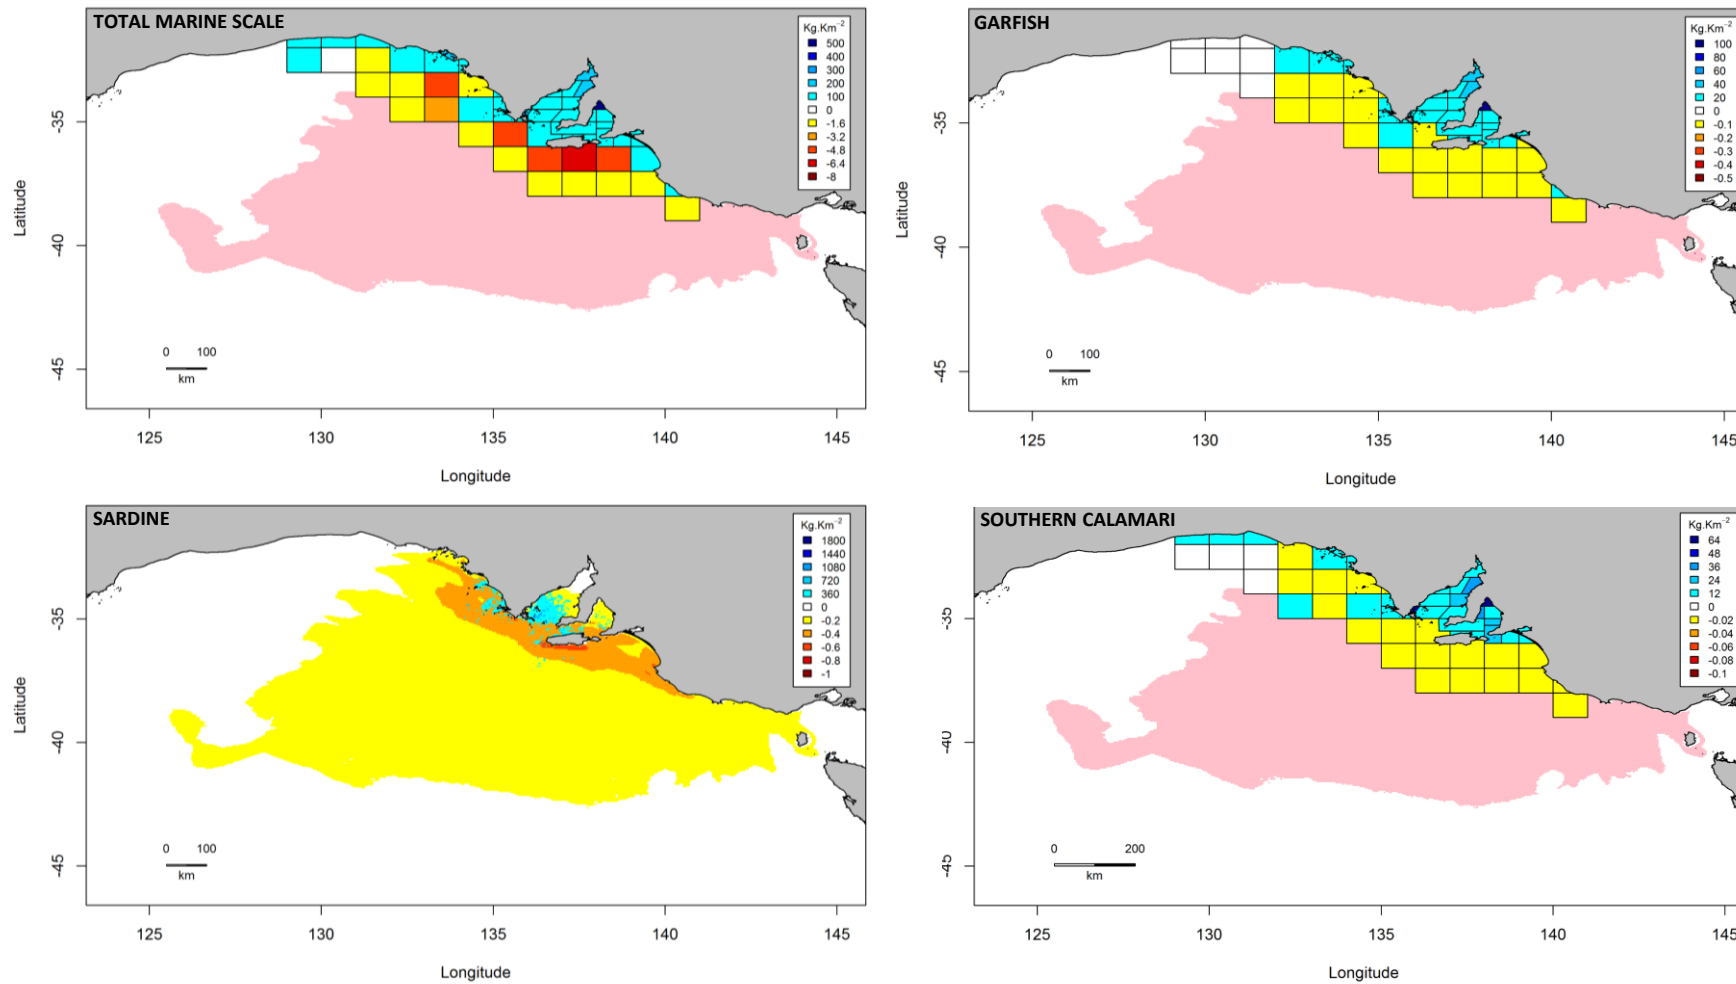 TOTAL MARINE SCALE
Kg.Km⁻²
500
400
300
200
100
0
-1.6
-3.2
-4.8
-6.4
-8
-35
-40
-45
Latitude
0 100
km
125 130 135 140 145
Longitude
GARFISH
Kg.Km⁻²
100
80
60
40
20
0
-0.1
-0.2
-0.3
-0.4
-0.5
-35
-40
-45
Latitude
0 100
km
125 130 135 140 145
Longitude
SARDINE
Kg.Km⁻²
1800
1440
1080
720
360
0
-0.2
-0.4
-0.6
-0.8
-1
-35
-40
-45
Latitude
0 100
km
125 130 135 140 145
Longitude
SOUTHERN CALAMARI
Kg.Km⁻²
64
48
36
24
12
0
-0.02
-0.04
-0.06
-0.08
-0.1
-35
-40
-45
Latitude
0 200
km
125 130 135 140 145
Longitude